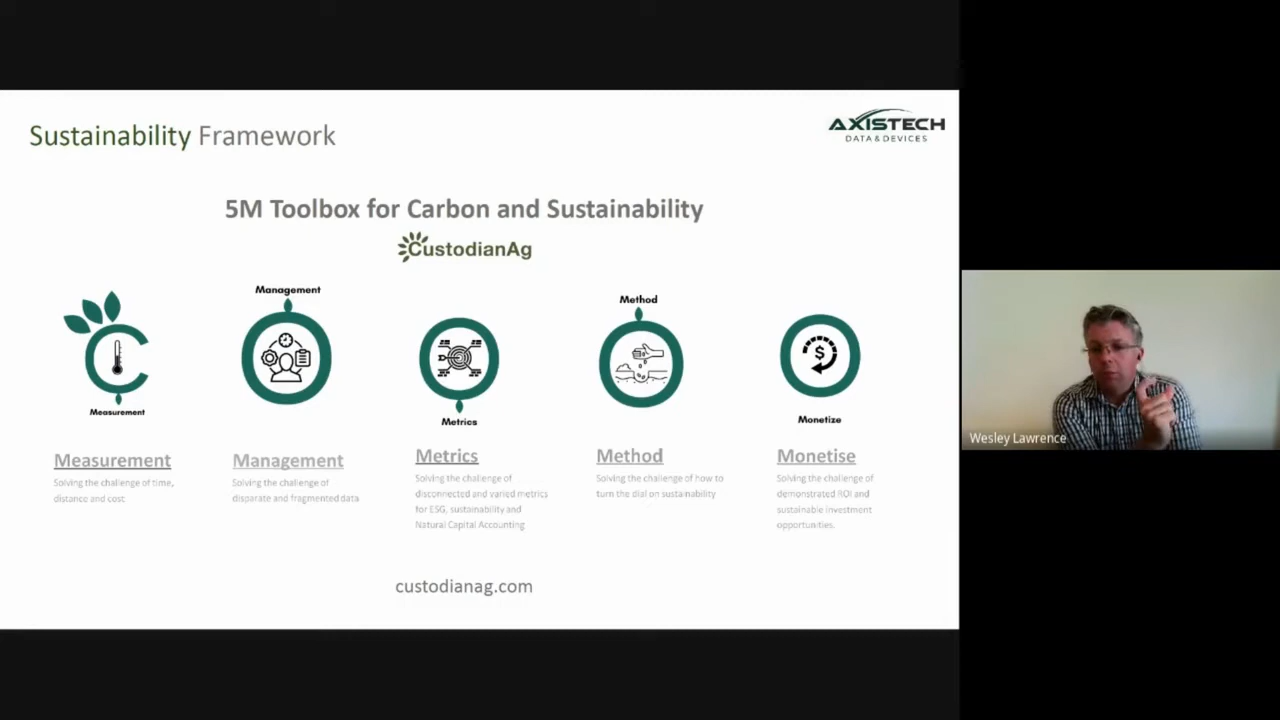 Sustainability Framework
AXISTECH
DATA & DEVICES
5M Toolbox for Carbon and Sustainability
CustodianAg
Management
Method
Measurement
Metrics
Monetize
Measurement
Solving the challenge of time,
distance and cost
Management
Solving the challenge of
disparate and fragmented data
Metrics
Solving the challenge of
disconnected and varied metrics
for ESG, sustainability and
Natural Capital Accounting
Method
Solving the challenge of how to
turn the dial on sustainability
Monetise
Solving the challenge of
demonstrated ROI and
sustainable investment
opportunities.
custodianag.com
Wesley Lawrence